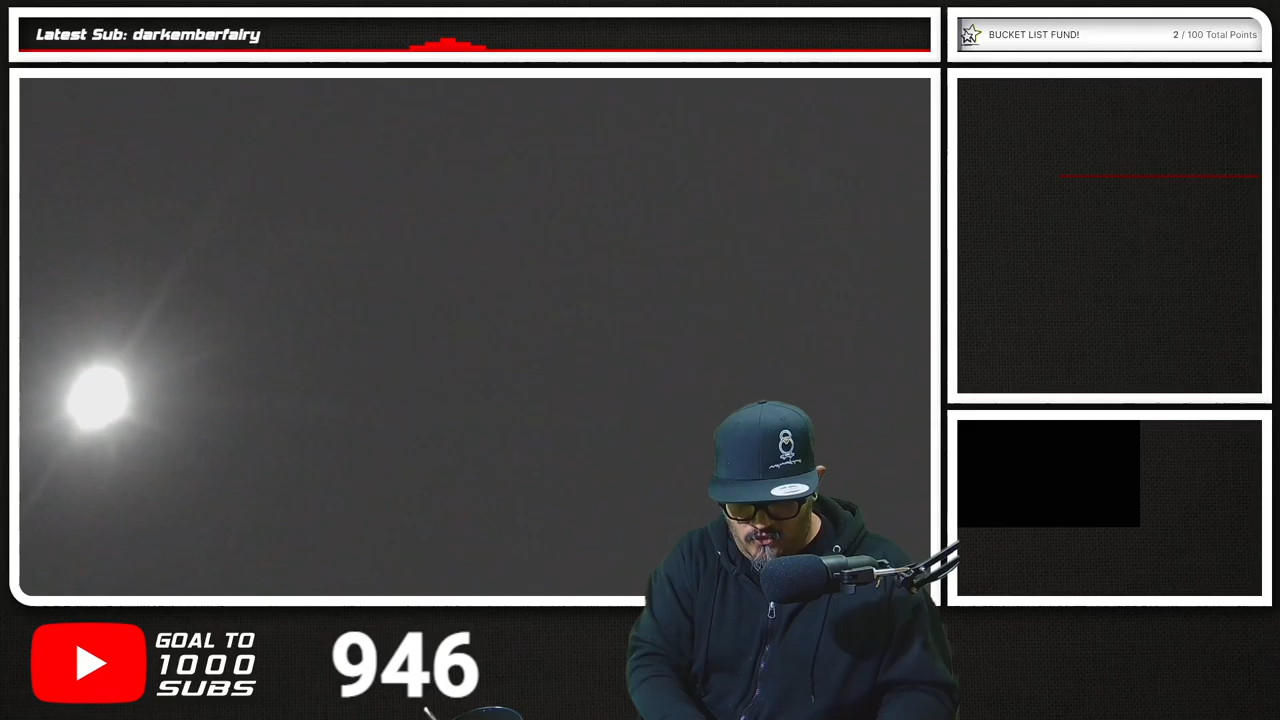 Latest Sub: darkemberfairy
BUCKET LIST FUND!
2 / 100 Total Points
GOAL TO
1000
SUBS
946